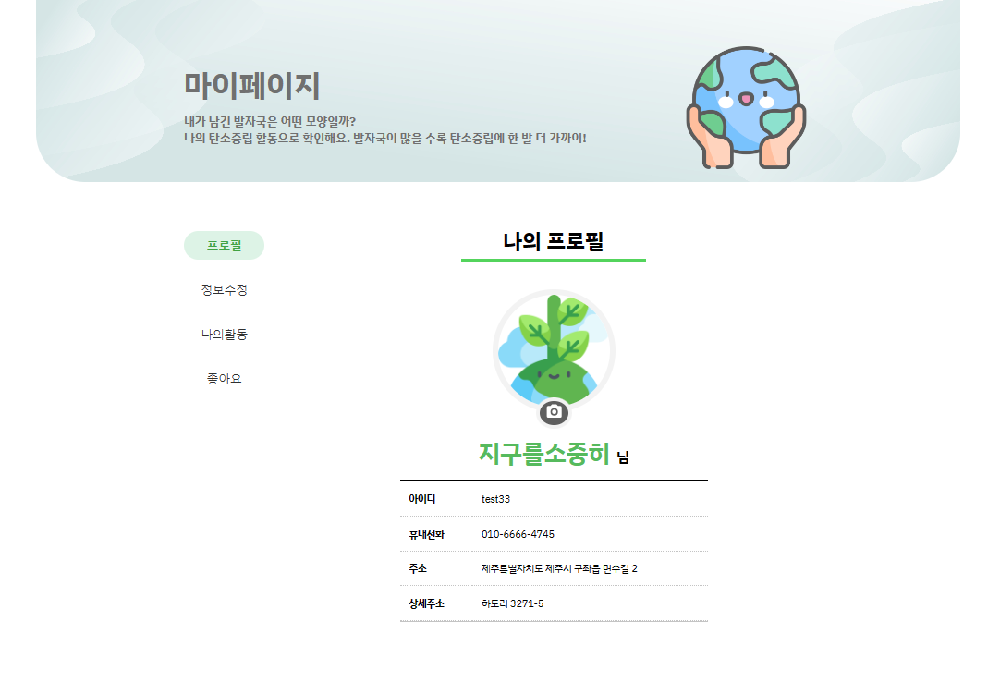 마이페이지
내가 남긴 발자국은 어떤 모양일까?
나의 탄소중립 활동으로 확인해요. 발자국이 많을 수록 탄소중립에 한 발 더 가까이!
프로필
정보수정
나의활동
좋아요
나의 프로필
지구를소중히 님
아이디 test33
휴대전화 010-6666-4745
주소 제주특별자치도 제주시 구좌읍 면수길 2
상세주소 하도리 3271-5